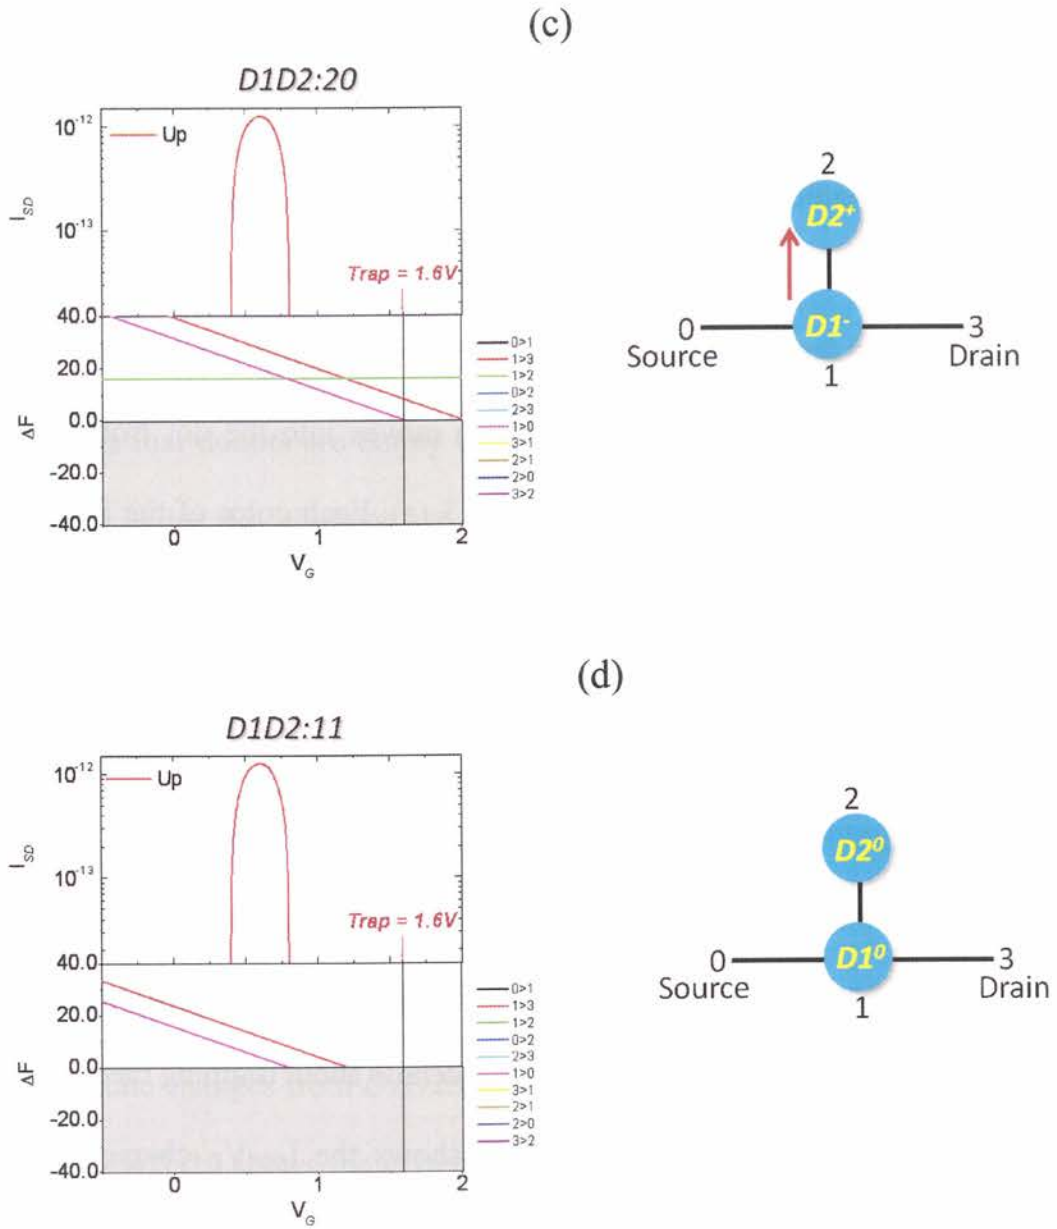 (c)
D1D2:20
10⁻¹²
Up
10⁻¹³
I_SD
Trap = 1.6V
40.0
20.0
0.0
ΔF
-20.0
-40.0
0 1 2
V_G
0>1
1>3
1>2
0>2
2>3
1>0
3>1
2>1
2>0
3>2
2
D2⁺
D1⁻
0
3
Source
Drain
1
(d)
D1D2:11
10⁻¹²
Up
10⁻¹³
I_SD
Trap = 1.6V
40.0
20.0
0.0
ΔF
-20.0
-40.0
0 1 2
V_G
0>1
1>3
1>2
0>2
2>3
1>0
3>1
2>1
2>0
3>2
2
D2⁰
D1⁰
0
3
Source
Drain
1